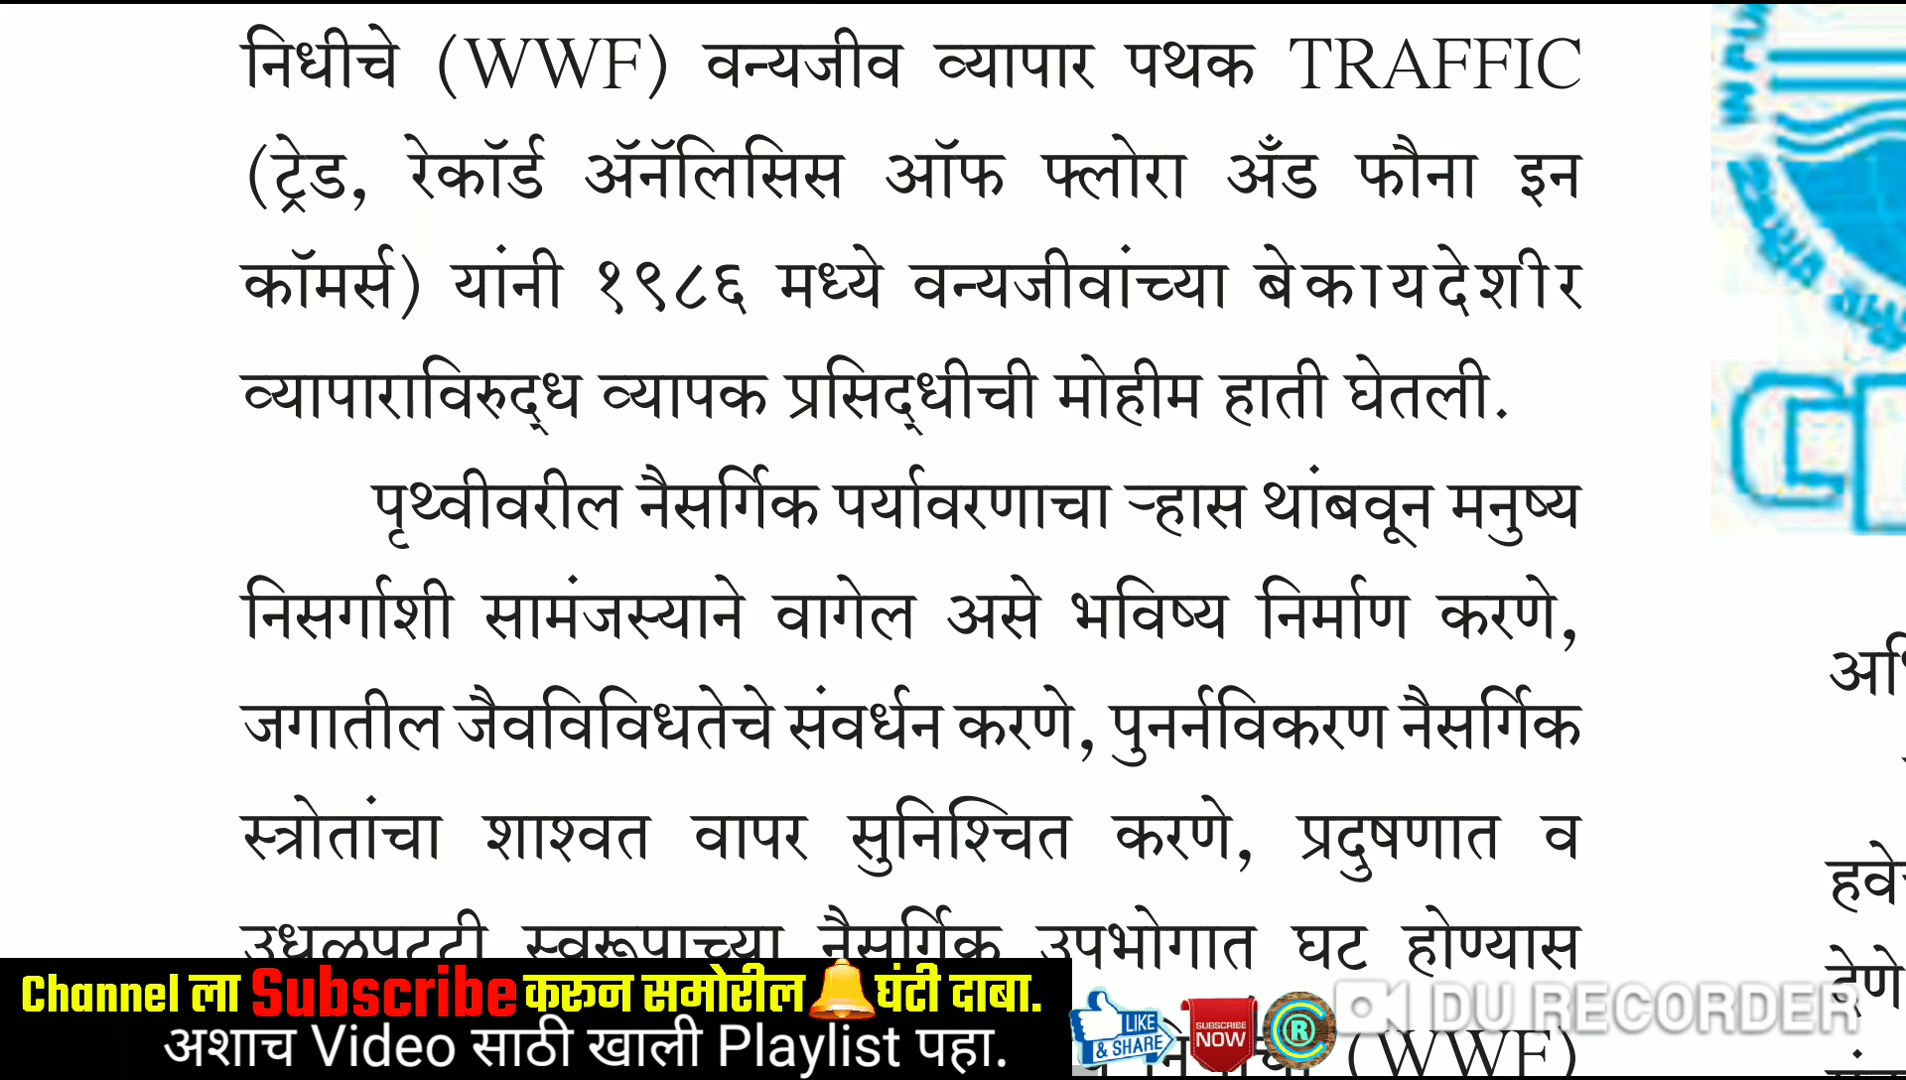 निधीचे (WWF) वन्यजीव व्यापार पथक TRAFFIC
(ट्रेड, रेकॉर्ड ॲनॅलिसिस ऑफ फ्लोरा अँड फौना इन
कॉमर्स) यांनी १९८६ मध्ये वन्यजीवांच्या बेकायदेशीर
व्यापाराविरुद्ध व्यापक प्रसिद्धीची मोहीम हाती घेतली.
पृथ्वीवरील नैसर्गिक पर्यावरणाचा ऱ्हास थांबवून मनुष्य
निसर्गाशी सामंजस्याने वागेल असे भविष्य निर्माण करणे,
जगातील जैवविविधतेचे संवर्धन करणे, पुनर्नविकरण नैसर्गिक
स्त्रोतांचा शाश्वत वापर सुनिश्चित करणे, प्रदुषणात व
उधळपट्टी स्वरूपाच्या नैसर्गिक उपभोगात घट होण्यास
(WWF)
Channel ला Subscribe करून समोरील घंटी दाबा.
अशाच Video साठी खाली Playlist पहा.
LIKE
& SHARE
SUBSCRIBE
NOW
R
DU RECORDER
हवे
देणे